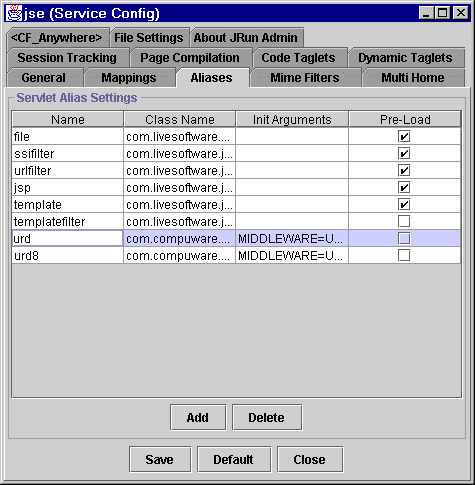 jse (Service Config)
<CF_Anywhere> File Settings About JRun Admin
Session Tracking Page Compilation Code Taglets Dynamic Taglets
General Mappings Aliases Mime Filters Multi Home
Servlet Alias Settings
Name Class Name Init Arguments Pre-Load
file com.livesoftware....
ssifilter com.livesoftware.j...
urlfilter com.livesoftware.j...
jsp com.livesoftware.j...
template com.livesoftware.j...
templatefilter com.livesoftware.j...
urd com.compuware.... MIDDLEWARE=U...
urd8 com.compuware.... MIDDLEWARE=U...
Add Delete
Save Default Close